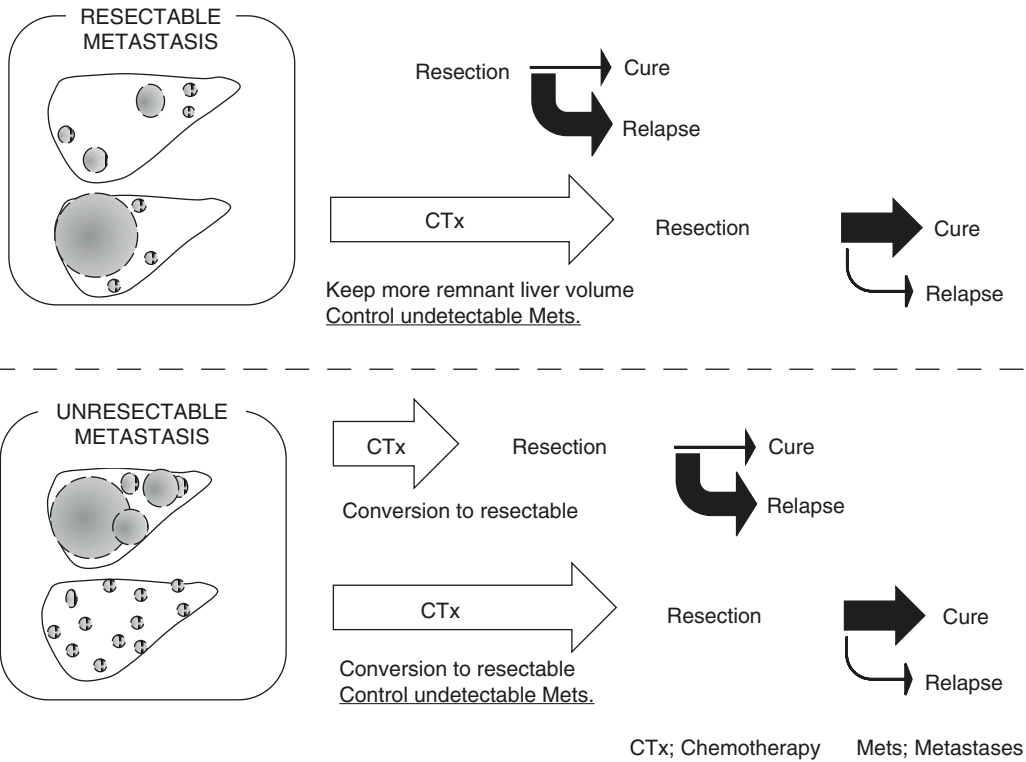 RESECTABLE
METASTASIS
Resection
Cure
Relapse
CTx
Resection
Cure
Relapse
Keep more remnant liver volume
Control undetectable Mets.
UNRESECTABLE
METASTASIS
CTx
Resection
Cure
Relapse
Conversion to resectable
CTx
Resection
Cure
Relapse
Conversion to resectable
Control undetectable Mets.
CTx; Chemotherapy Mets; Metastases